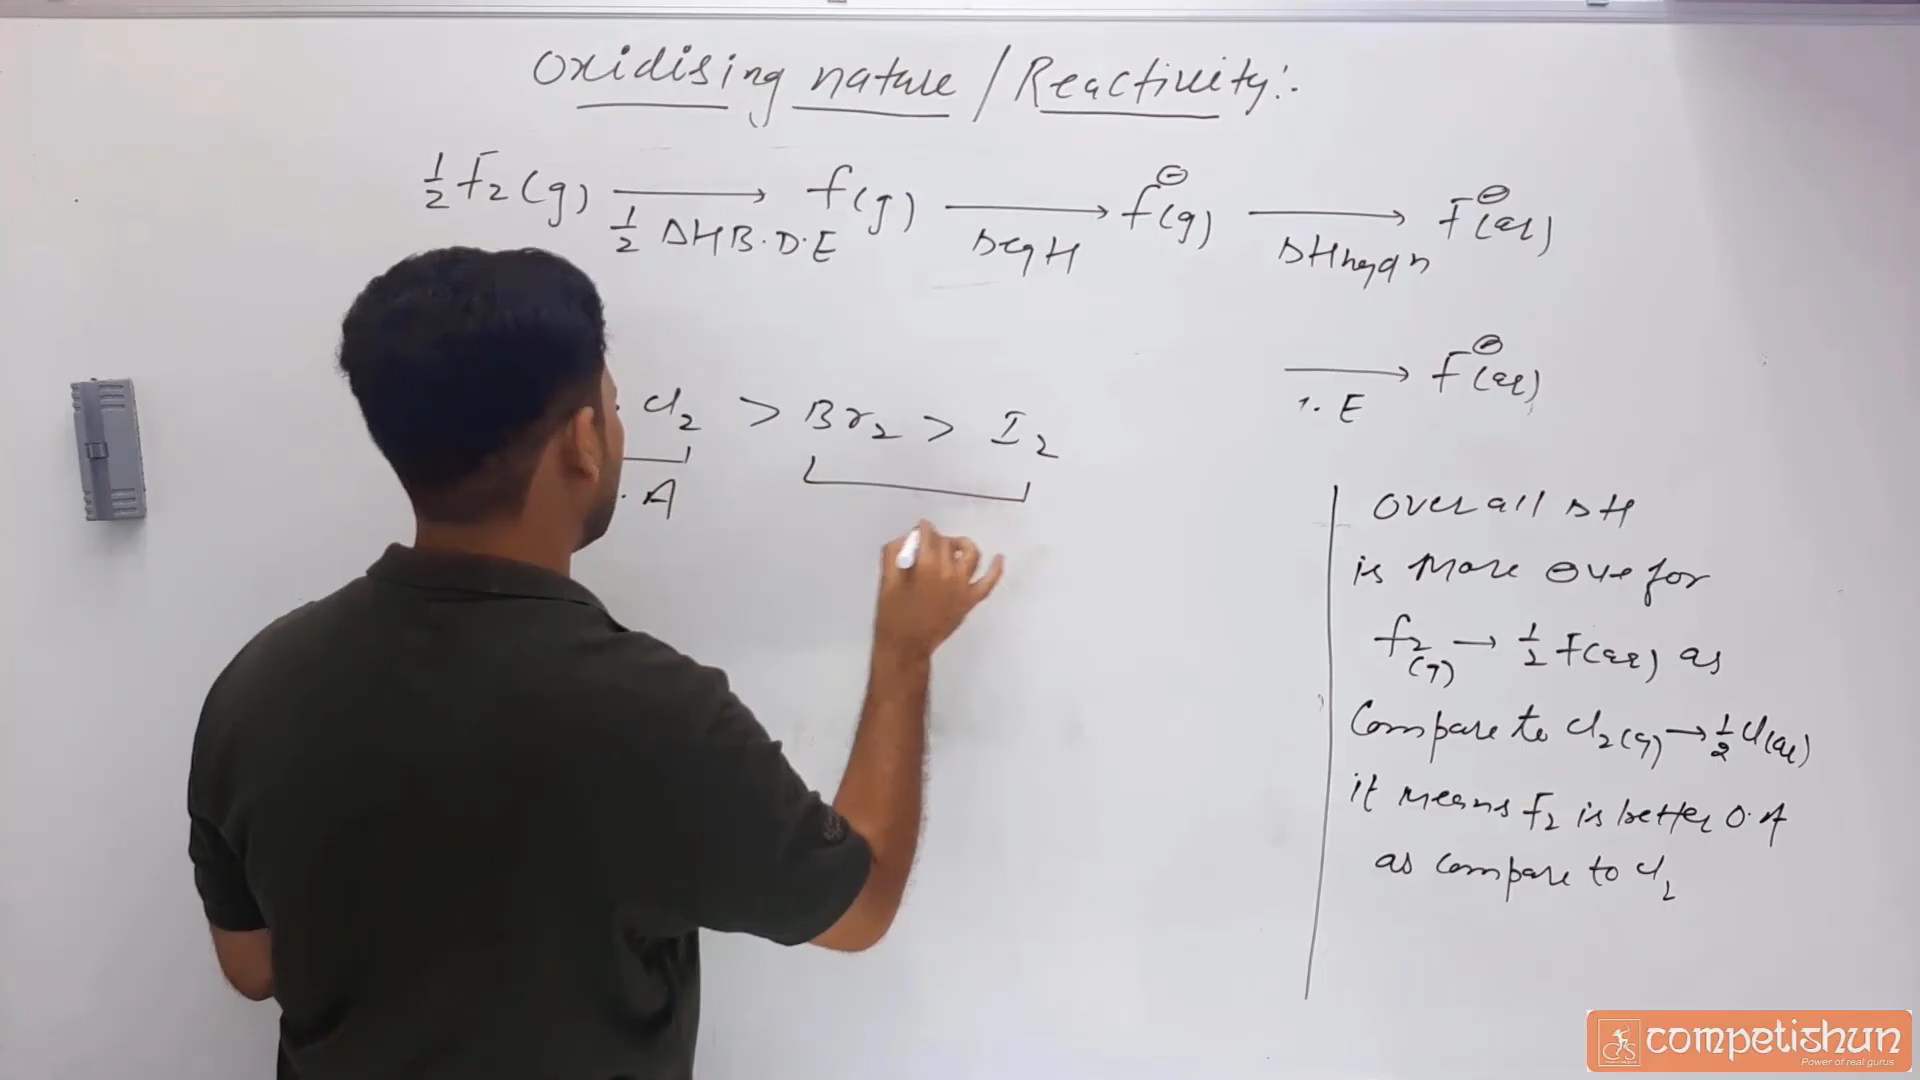 Oxidising nature / Reactivity:-
1/2 F2(g) → F(g) → F⊖(g) → F⊖(aq)
1/2 ΔH B.D.E ΔegH ΔHhydn
→ F⊖(aq)
I.E
Cl2 > Br2 > I2
. A
Overall ΔH
is more ⊖ve for
F2(g) → 1/2 F(aq) as
Compare to Cl2(g) → 1/2 Cl(aq)
it means F2 is better O.A
as compare to Cl2
competishun
Power of real gurus